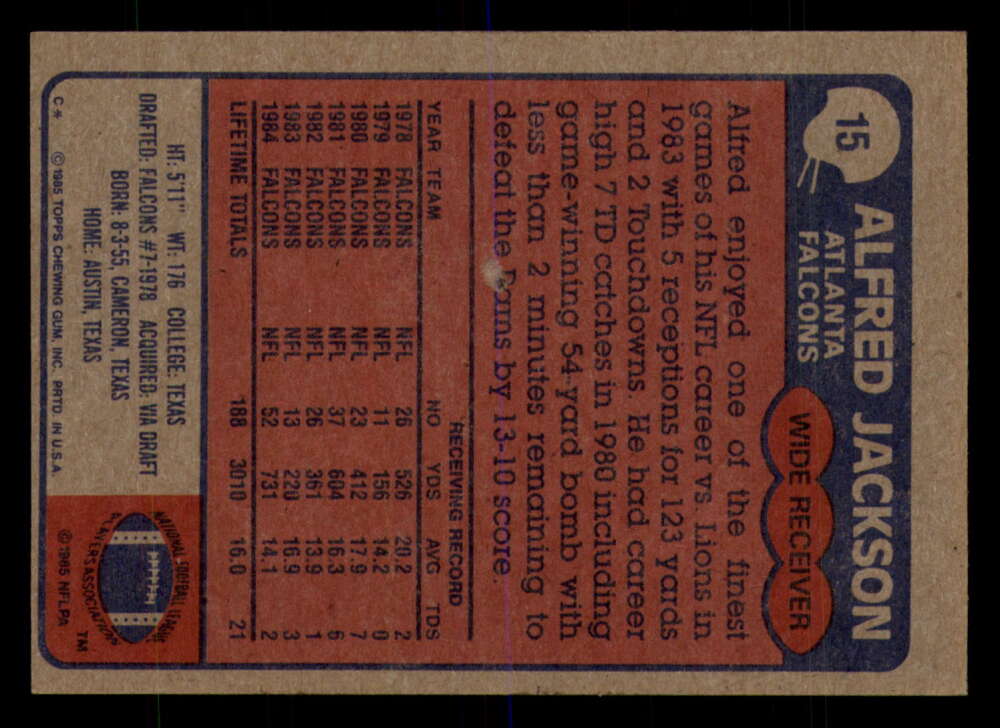 15
ALFRED JACKSON
ATLANTA
FALCONS
WIDE RECEIVER
Alfred enjoyed one of the finest
games of his NFL career vs. Lions in
1983 with 5 receptions for 123 yards
and 2 Touchdowns. He had career
high 7 TD catches in 1980 including
game-winning 54-yard bomb with
less than 2 minutes remaining to
defeat the Rams by 13-10 score.
RECEIVING RECORD
YEAR TEAM NO YDS AVG TDS
1978 FALCONS NFL 26 526 20.2 2
1979 FALCONS NFL 11 156 14.2 0
1980 FALCONS NFL 23 412 17.9 7
1981 FALCONS NFL 37 604 16.3 6
1982 FALCONS NFL 26 361 13.9 1
1983 FALCONS NFL 13 220 16.9 3
1984 FALCONS NFL 52 731 14.1 2
LIFETIME TOTALS 188 3010 16.0 21
HT: 5'11" WT: 176 COLLEGE: TEXAS
DRAFTED: FALCONS #7-1978 ACQUIRED: VIA DRAFT
BORN: 8-3-55, CAMERON, TEXAS
HOME: AUSTIN, TEXAS
C* © 1985 TOPPS CHEWING GUM, INC. PRTD. IN U.S.A.
NATIONAL FOOTBALL LEAGUE
PLAYERS ASSOCIATION
TM
© 1985 NFLPA